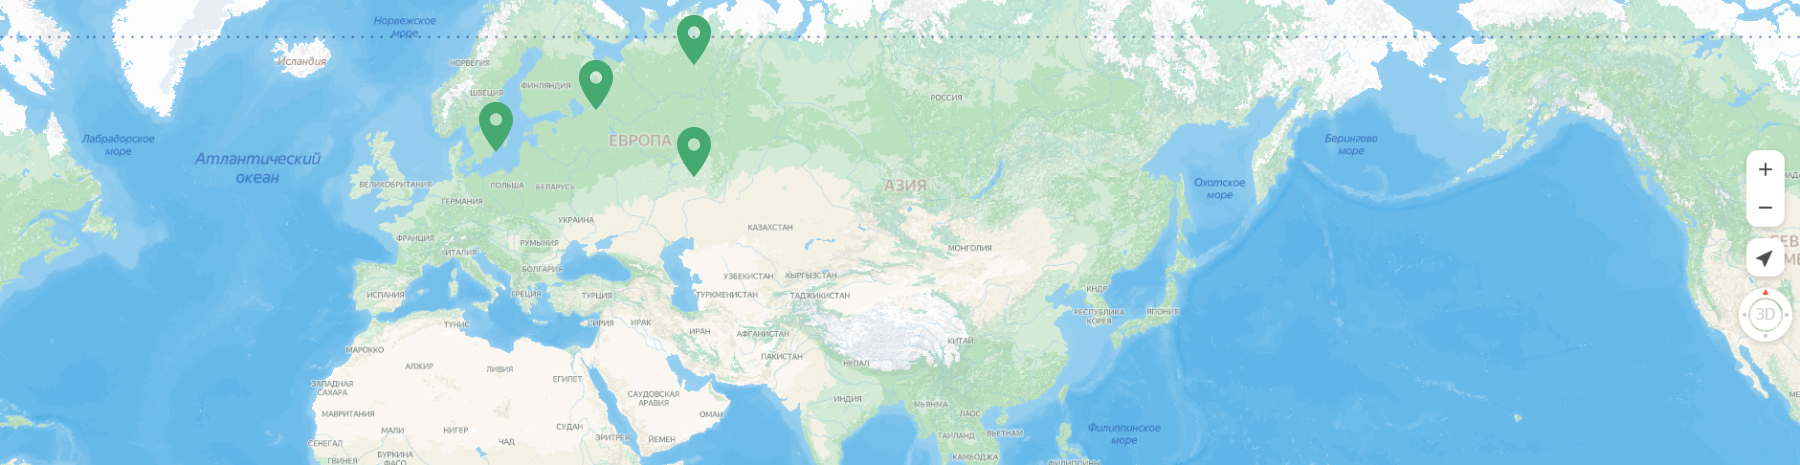 Норвежское
море
Исландия
НОРВЕГИЯ
ШВЕЦИЯ
ФИНЛЯНДИЯ
РОССИЯ
Лабрадорское
море
ЕВРОПА
Берингово
море
Атлантический
океан
ВЕЛИКОБРИТАНИЯ
ПОЛЬША
БЕЛАРУСЬ
АЗИЯ
Охотское
море
ГЕРМАНИЯ
УКРАИНА
КАЗАХСТАН
ФРАНЦИЯ
РУМЫНИЯ
МОНГОЛИЯ
ИТАЛИЯ
БОЛГАРИЯ
УЗБЕКИСТАН
КЫРГЫЗСТАН
ИСПАНИЯ
ГРЕЦИЯ
ТУРЦИЯ
ТУРКМЕНИСТАН
ТАДЖИКИСТАН
КНДР
РЕСПУБЛИКА
КОРЕЯ
ЯПОНИЯ
3D
ТУНИС
СИРИЯ
ИРАК
ИРАН
АФГАНИСТАН
КИТАЙ
МАРОККО
ПАКИСТАН
НЕПАЛ
АЛЖИР
ЛИВИЯ
ЕГИПЕТ
ЗАПАДНАЯ
САХАРА
САУДОВСКАЯ
АРАВИЯ
ИНДИЯ
МЬЯНМА
ЛАОС
МАВРИТАНИЯ
ОМАН
МАЛИ
НИГЕР
СУДАН
Филиппинское
море
ЧАД
ЭРИТРЕЯ
ЙЕМЕН
ТАИЛАНД
ВЬЕТНАМ
СЕНЕГАЛ
БУРКИНА
ФАСО
ГВИНЕЯ
КАМБОДЖА
ФИЛИППИНЫ